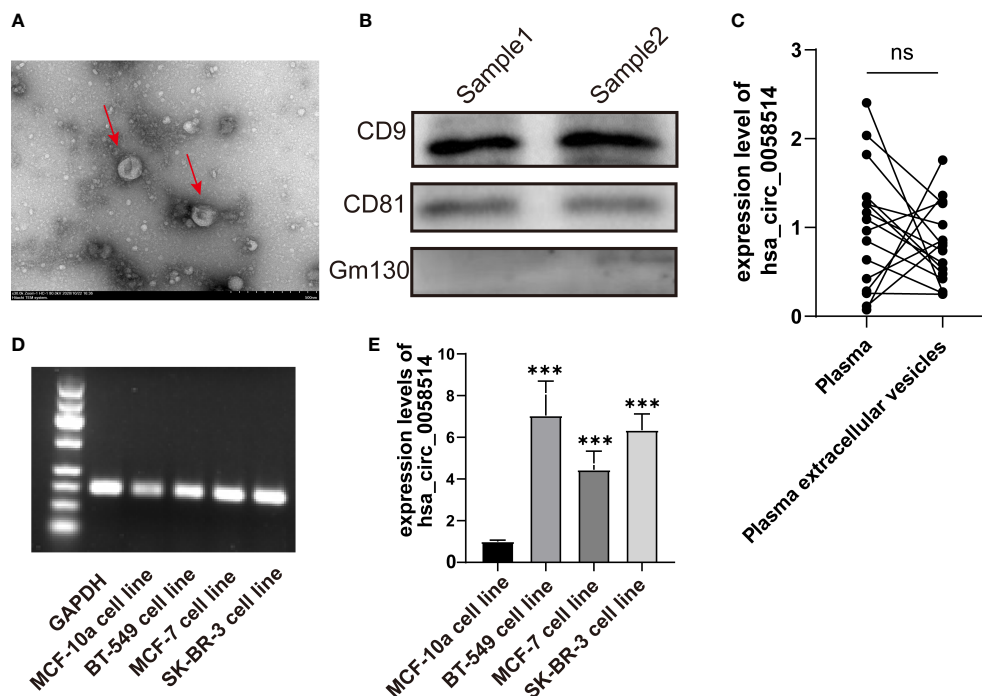 A
B
C
Sample1
Sample2
CD9
CD81
Gm130
500nm
expression level of
hsa_circ_0058514
3
2
1
0
ns
Plasma
Plasma extracellular vesicles
D
GAPDH
MCF-10a cell line
BT-549 cell line
MCF-7 cell line
SK-BR-3 cell line
E
expression levels of
hsa_circ_0058514
10
8
6
4
2
0
***
***
***
MCF-10a cell line
BT-549 cell line
MCF-7 cell line
SK-BR-3 cell line